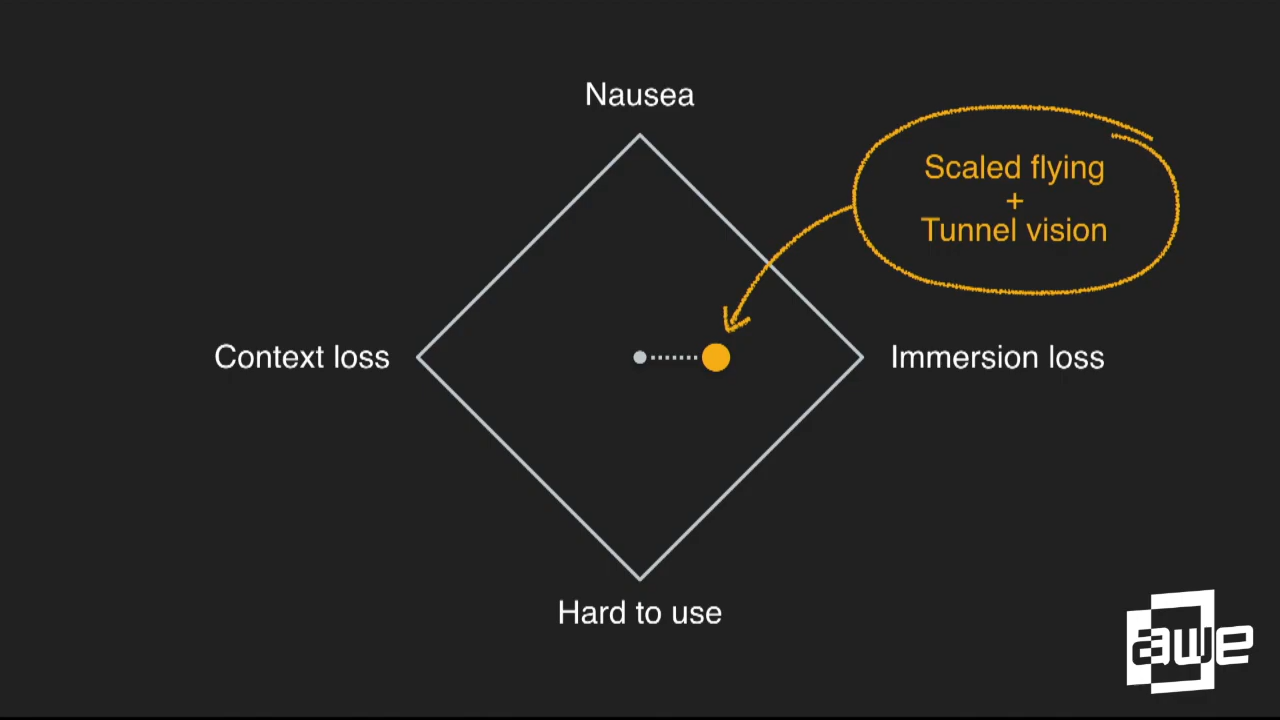 Nausea
Scaled flying
+
Tunnel vision
Context loss
Immersion loss
Hard to use
awe